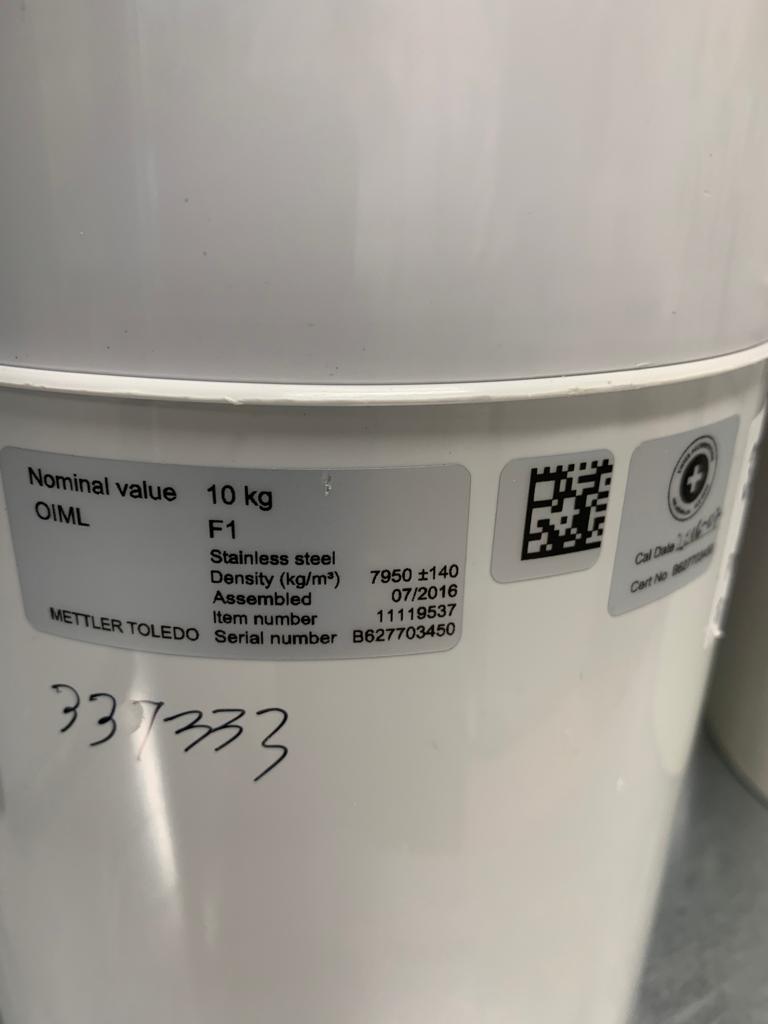 Nominal value 10 kg
OIML F1
Stainless steel
Density (kg/m³) 7950 ±140
Assembled 07/2016
Item number 11119537
METTLER TOLEDO Serial number B627703450
Cal Date
Cert No B627703450
337333